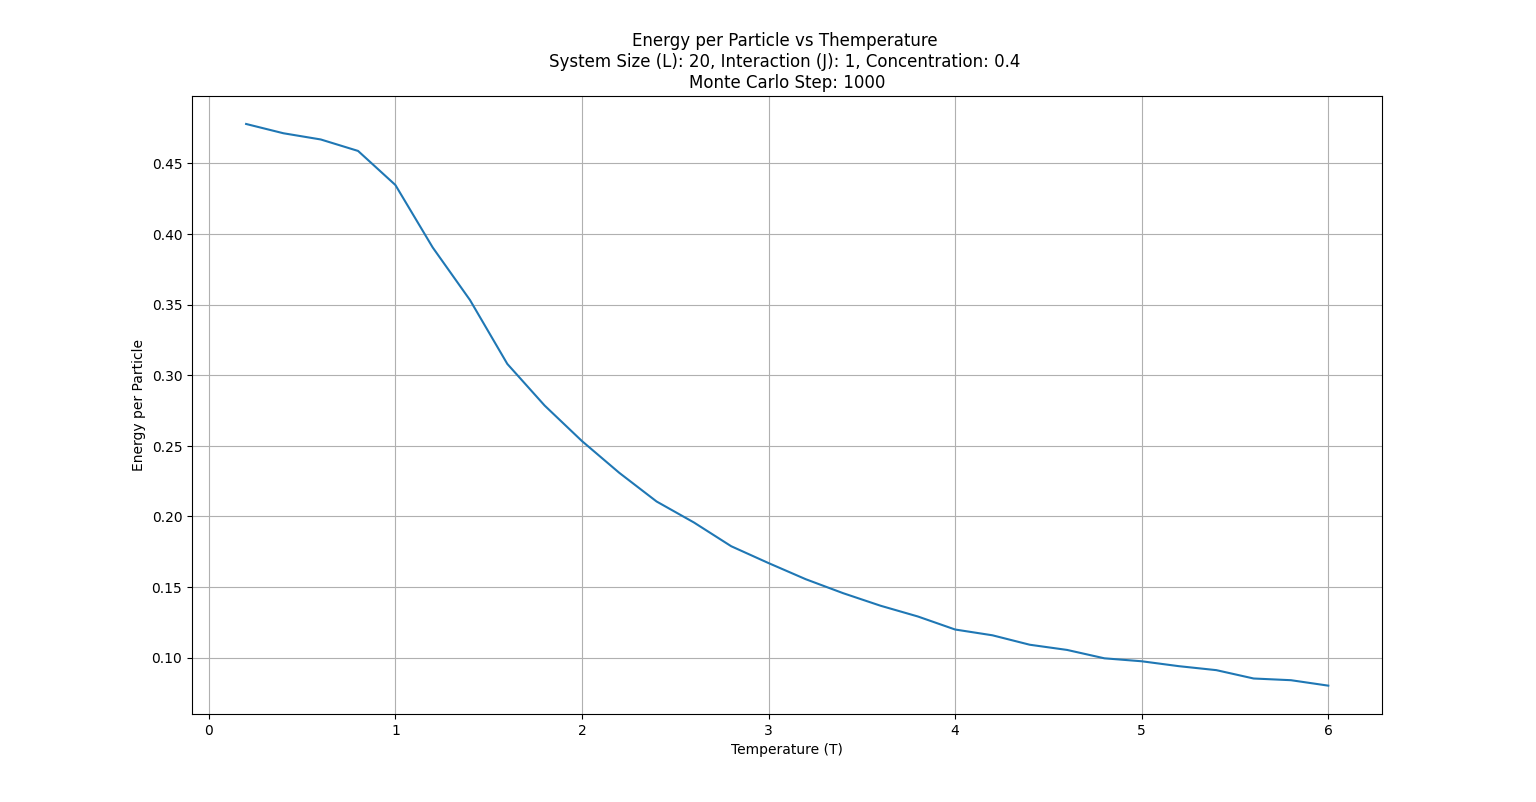 Energy per Particle vs Themperature
System Size (L): 20, Interaction (J): 1, Concentration: 0.4
Monte Carlo Step: 1000
Energy per Particle
0.45
0.40
0.35
0.30
0.25
0.20
0.15
0.10
0 1 2 3 4 5 6
Temperature (T)